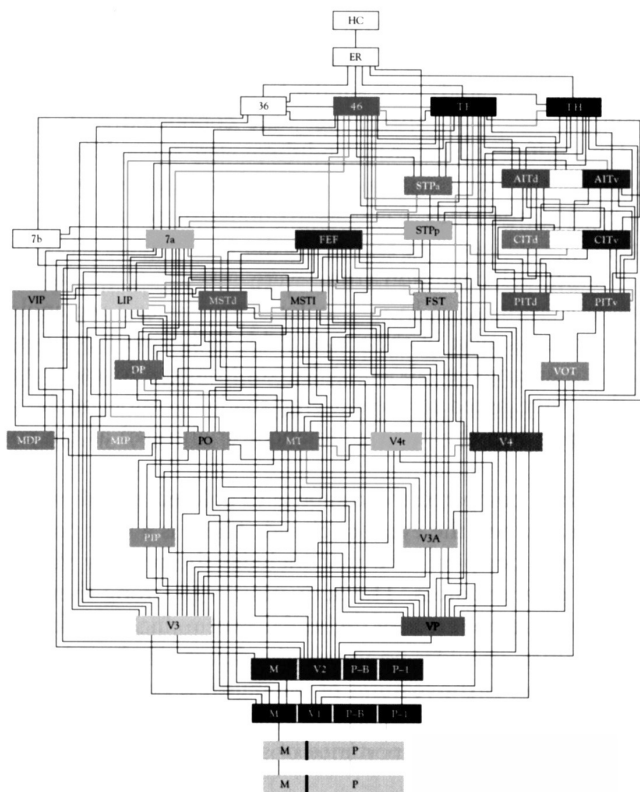 HC
ER
36 46 TF TH
STPa AITd AITv
7b 7a FEF STPp CITd CITv
VIP LIP MSTd MSTl FST PITd PITv
DP VOT
MDP MIP PO MT V4t V4
PIP V3A
V3 VP
M V2 P-B P-I
M V1 P-B P-I
M P
M P